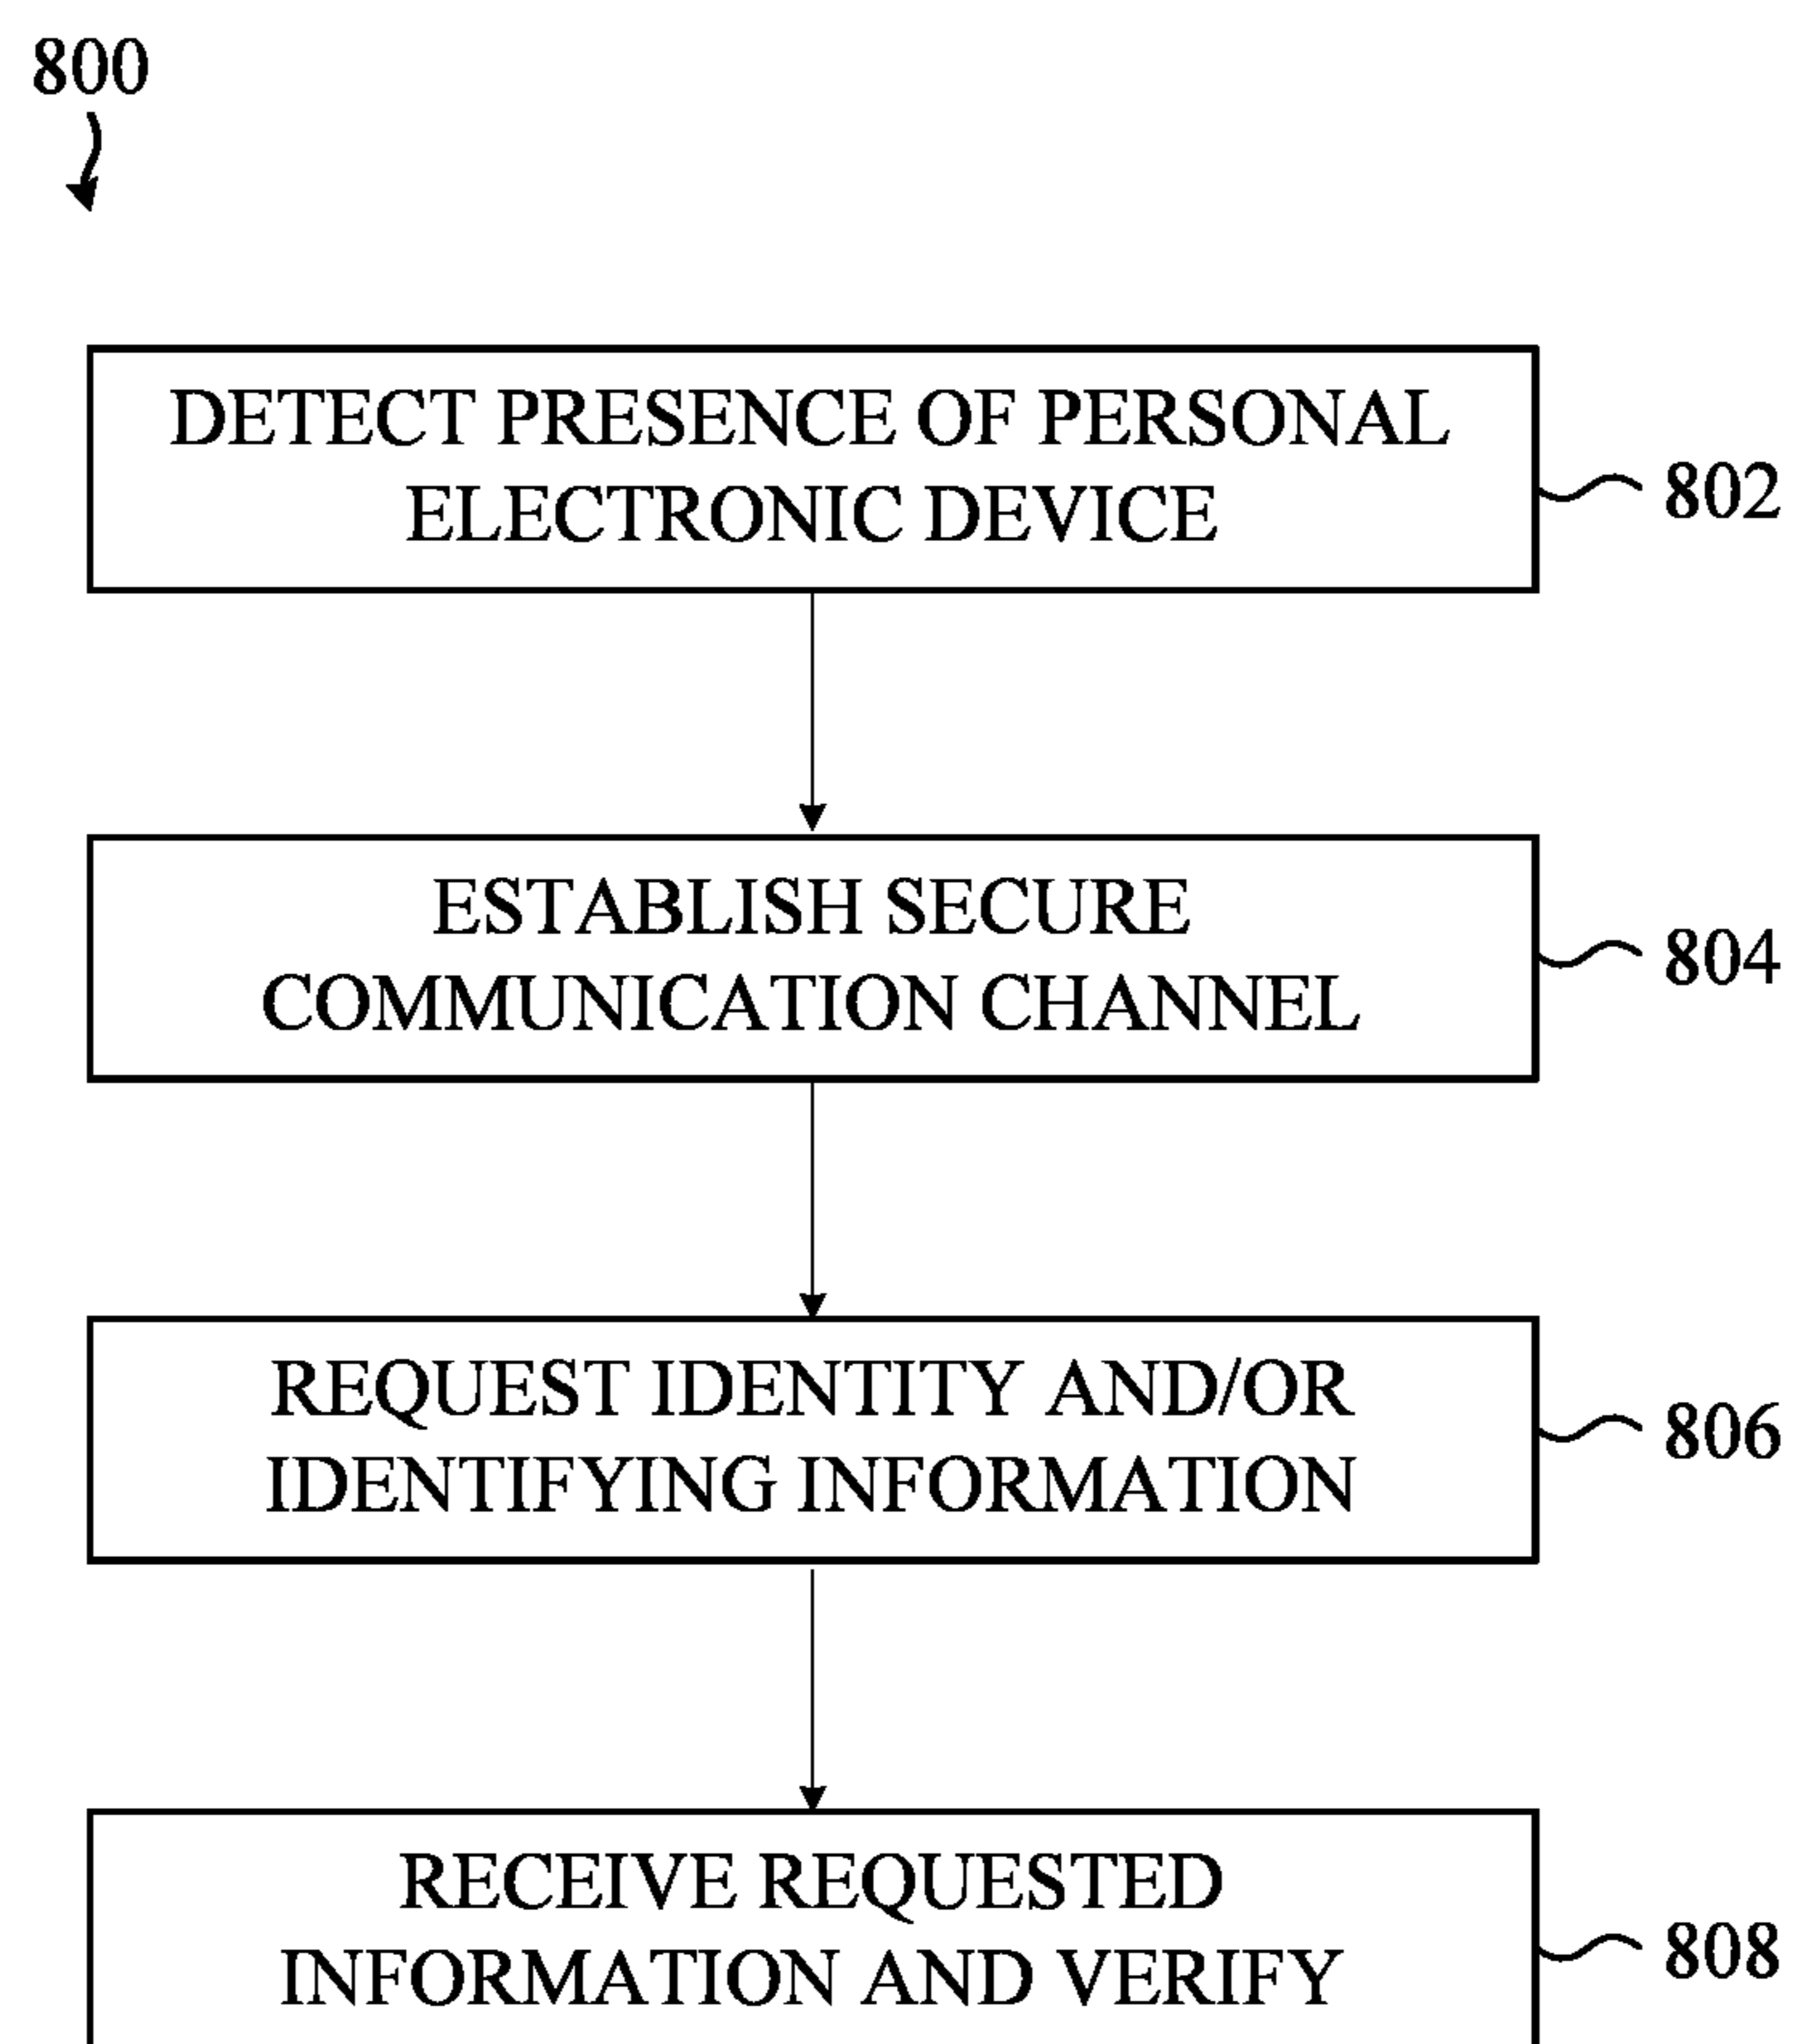 800
DETECT PRESENCE OF PERSONAL
ELECTRONIC DEVICE
802
ESTABLISH SECURE
COMMUNICATION CHANNEL
804
REQUEST IDENTITY AND/OR
IDENTIFYING INFORMATION
806
RECEIVE REQUESTED
INFORMATION AND VERIFY
808